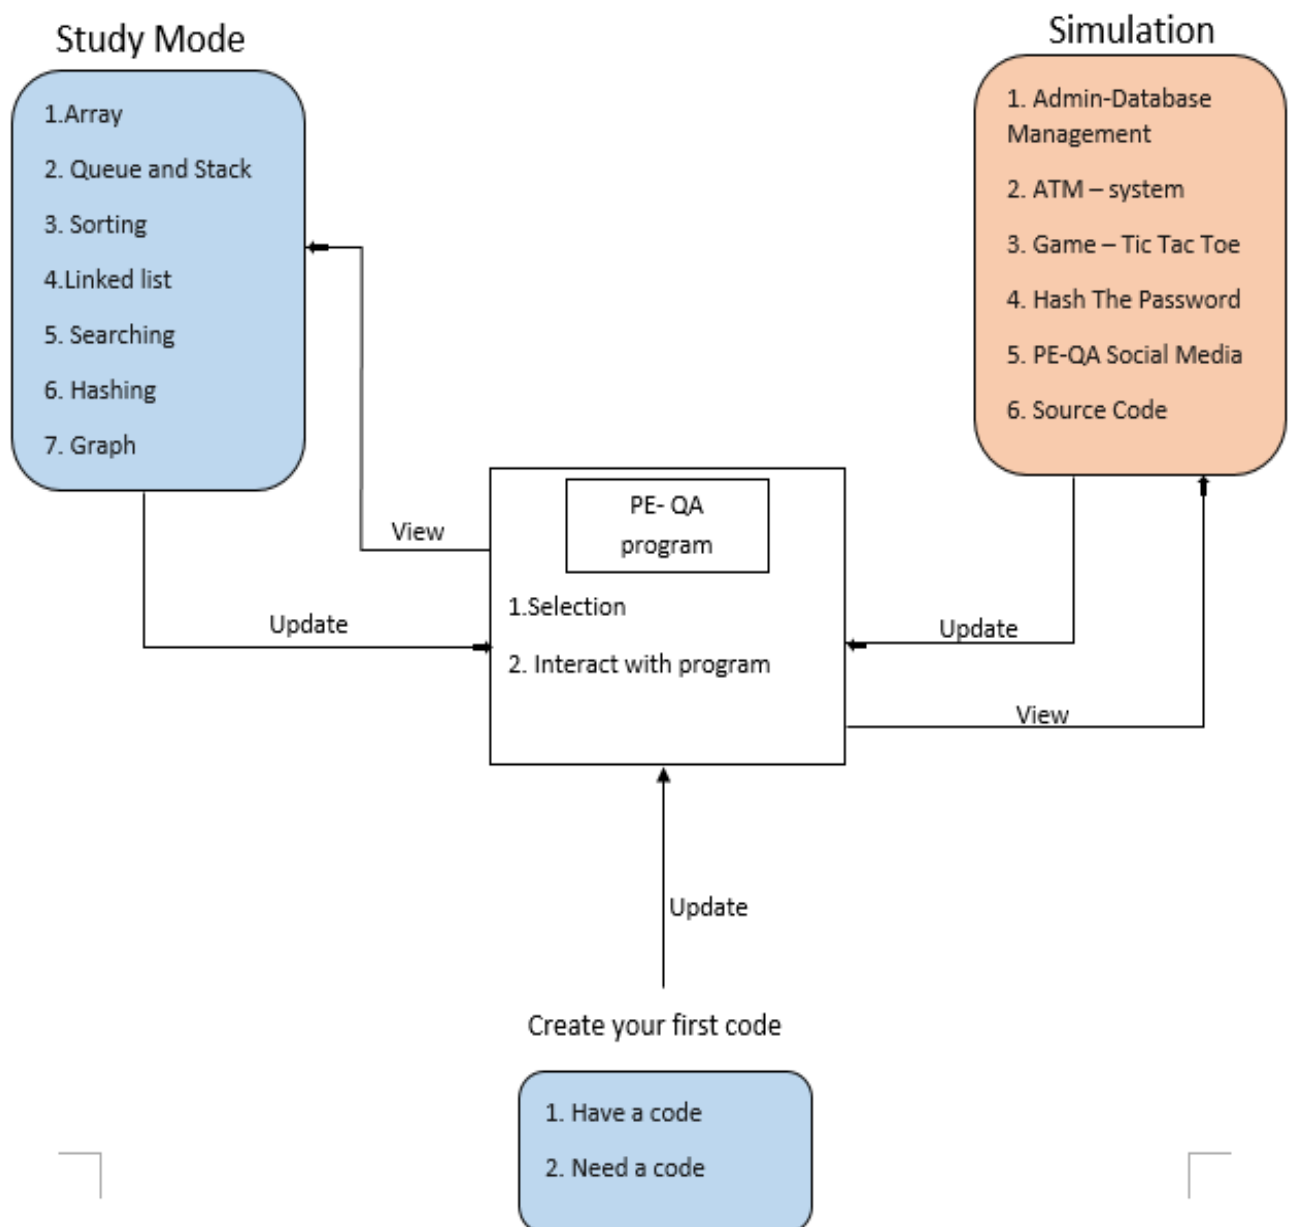 Study Mode
1.Array
2. Queue and Stack
3. Sorting
4.Linked list
5. Searching
6. Hashing
7. Graph
Simulation
1. Admin-Database
Management
2. ATM – system
3. Game – Tic Tac Toe
4. Hash The Password
5. PE-QA Social Media
6. Source Code
View
Update
PE- QA
program
1.Selection
2. Interact with program
Update
View
Update
Create your first code
1. Have a code
2. Need a code